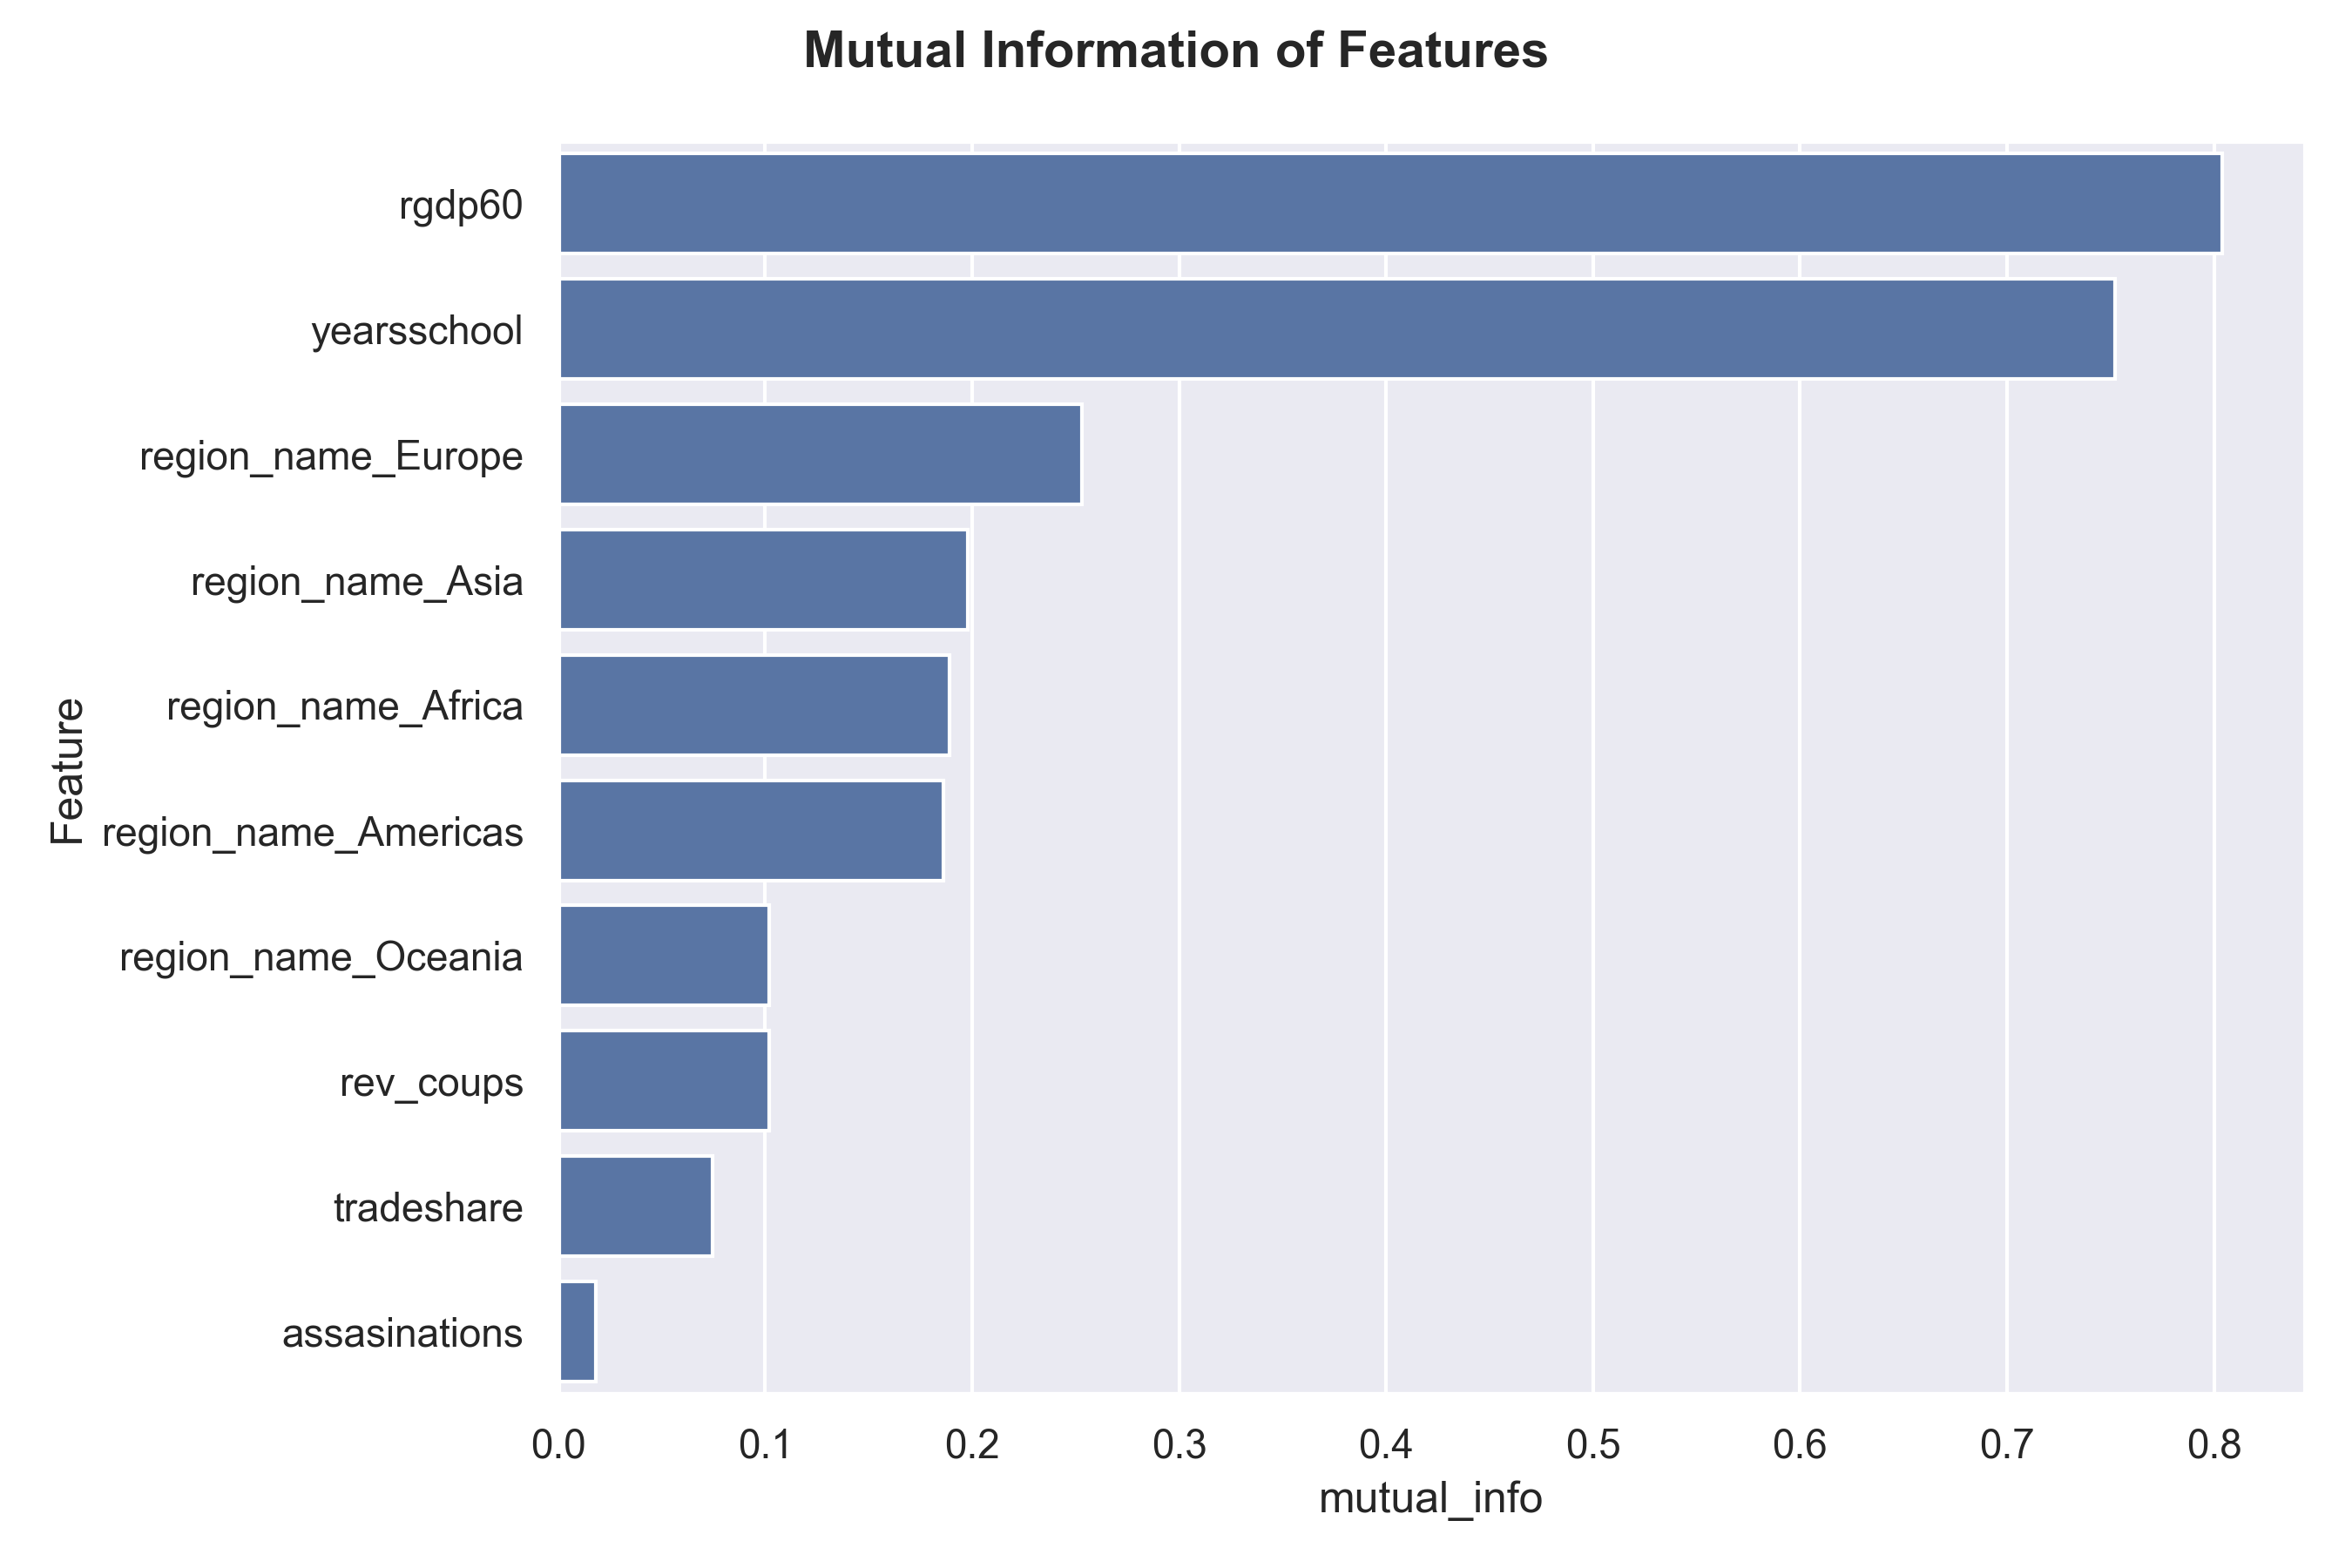 Mutual Information of Features
rgdp60
yearsschool
region_name_Europe
region_name_Asia
region_name_Africa
region_name_Americas
region_name_Oceania
rev_coups
tradeshare
assasinations
Feature
0.0 0.1 0.2 0.3 0.4 0.5 0.6 0.7 0.8
mutual_info